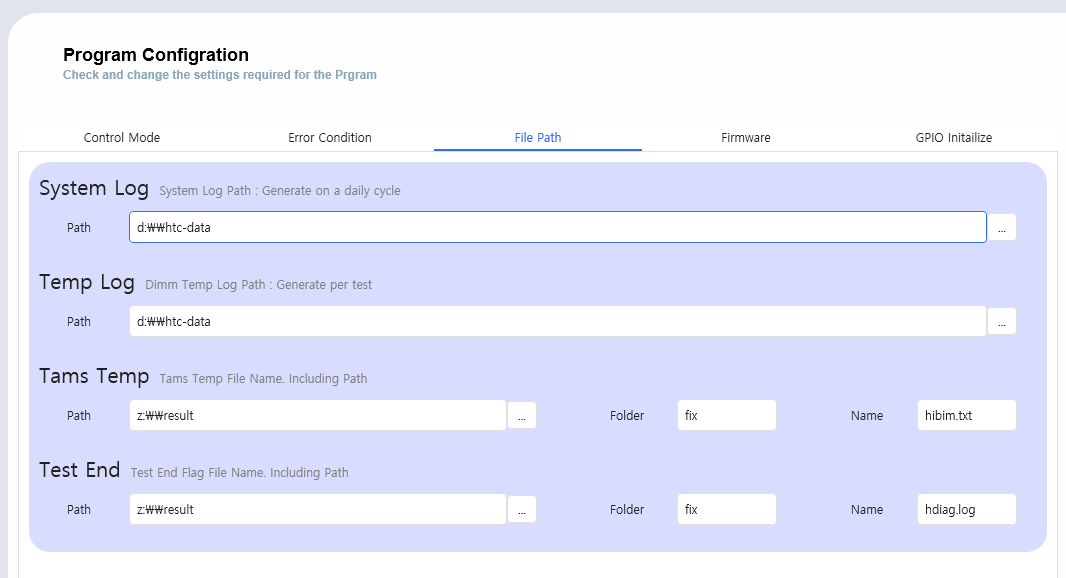 Program Configration
Check and change the settings required for the Prgram
Control Mode Error Condition File Path Firmware GPIO Initailize
System Log System Log Path : Generate on a daily cycle
Path d:₩₩htc-data ...
Temp Log Dimm Temp Log Path : Generate per test
Path d:₩₩htc-data ...
Tams Temp Tams Temp File Name. Including Path
Path z:₩₩result ... Folder fix Name hibim.txt
Test End Test End Flag File Name. Including Path
Path z:₩₩result ... Folder fix Name hdiag.log